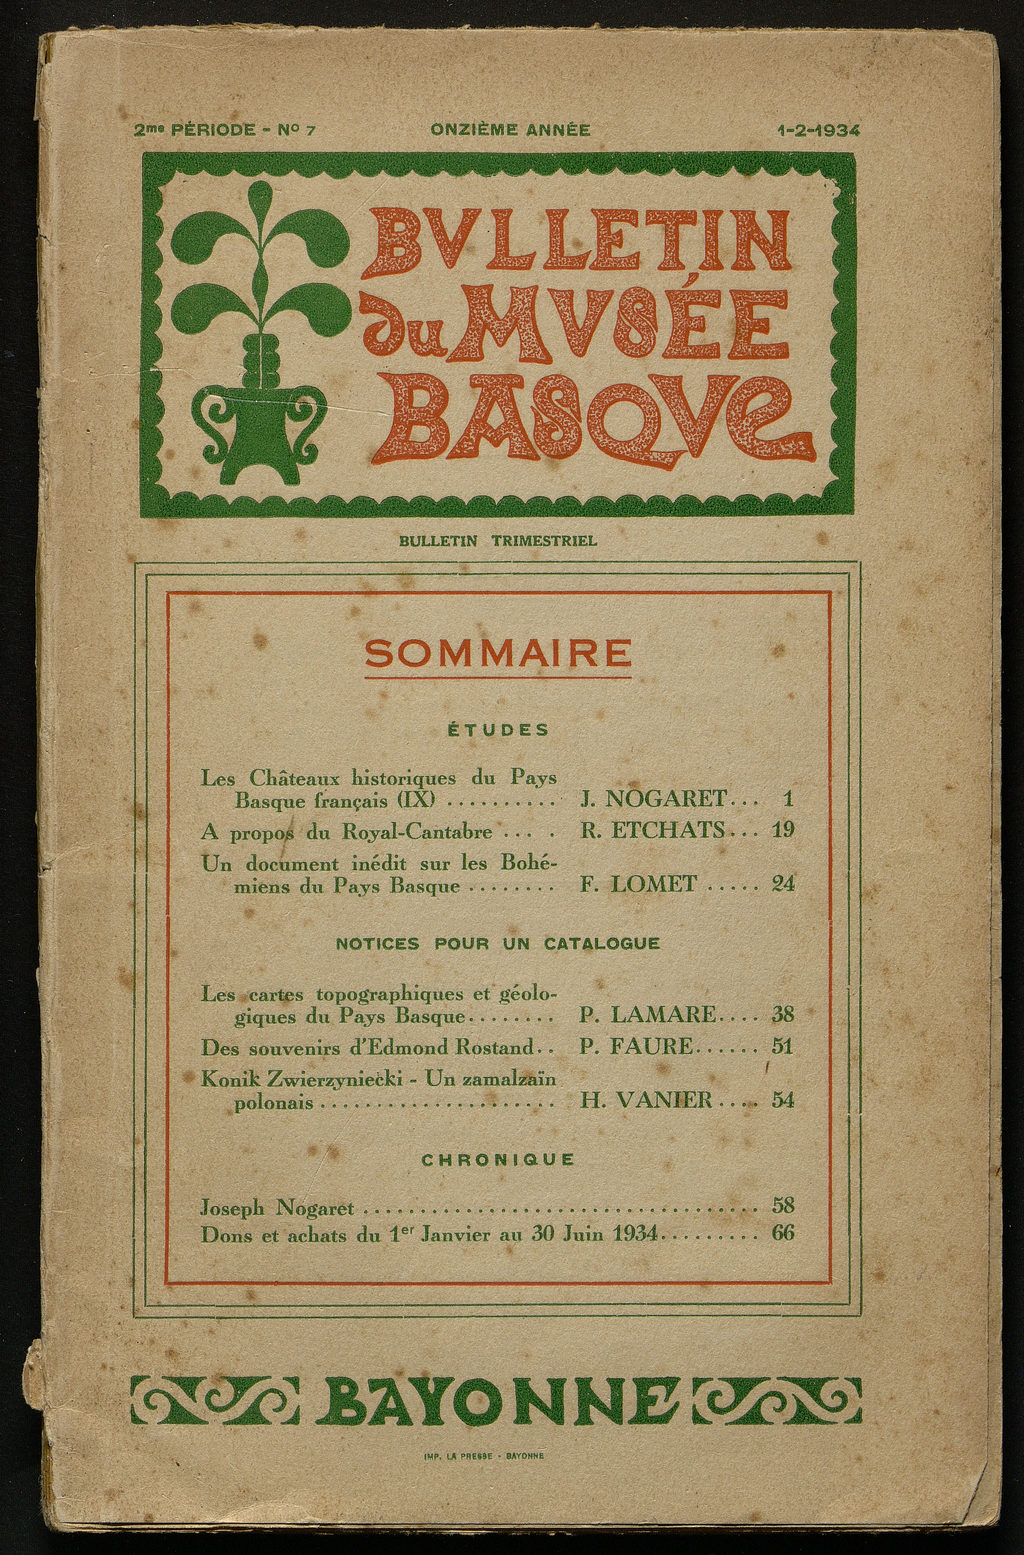 2me PÉRIODE - No 7 ONZIÈME ANNÉE 1-2-1934
BVLLETIN
du MVSÉE
BASQVE
BULLETIN TRIMESTRIEL
SOMMAIRE
ÉTUDES
Les Châteaux historiques du Pays
Basque français (IX) .......... J. NOGARET... 1
A propos du Royal-Cantabre ... . R. ETCHATS... 19
Un document inédit sur les Bohé-
miens du Pays Basque ........ F. LOMET ..... 24
NOTICES POUR UN CATALOGUE
Les cartes topographiques et géolo-
giques du Pays Basque........ P. LAMARE.... 38
Des souvenirs d'Edmond Rostand.. P. FAURE...... 51
Konik Zwierzyniecki - Un zamalzaïn
polonais ..................... H. VANIER .... 54
CHRONIQUE
Joseph Nogaret .................................... 58
Dons et achats du 1er Janvier au 30 Juin 1934......... 66
BAYONNE
IMP. LA PRESSE - BAYONNE